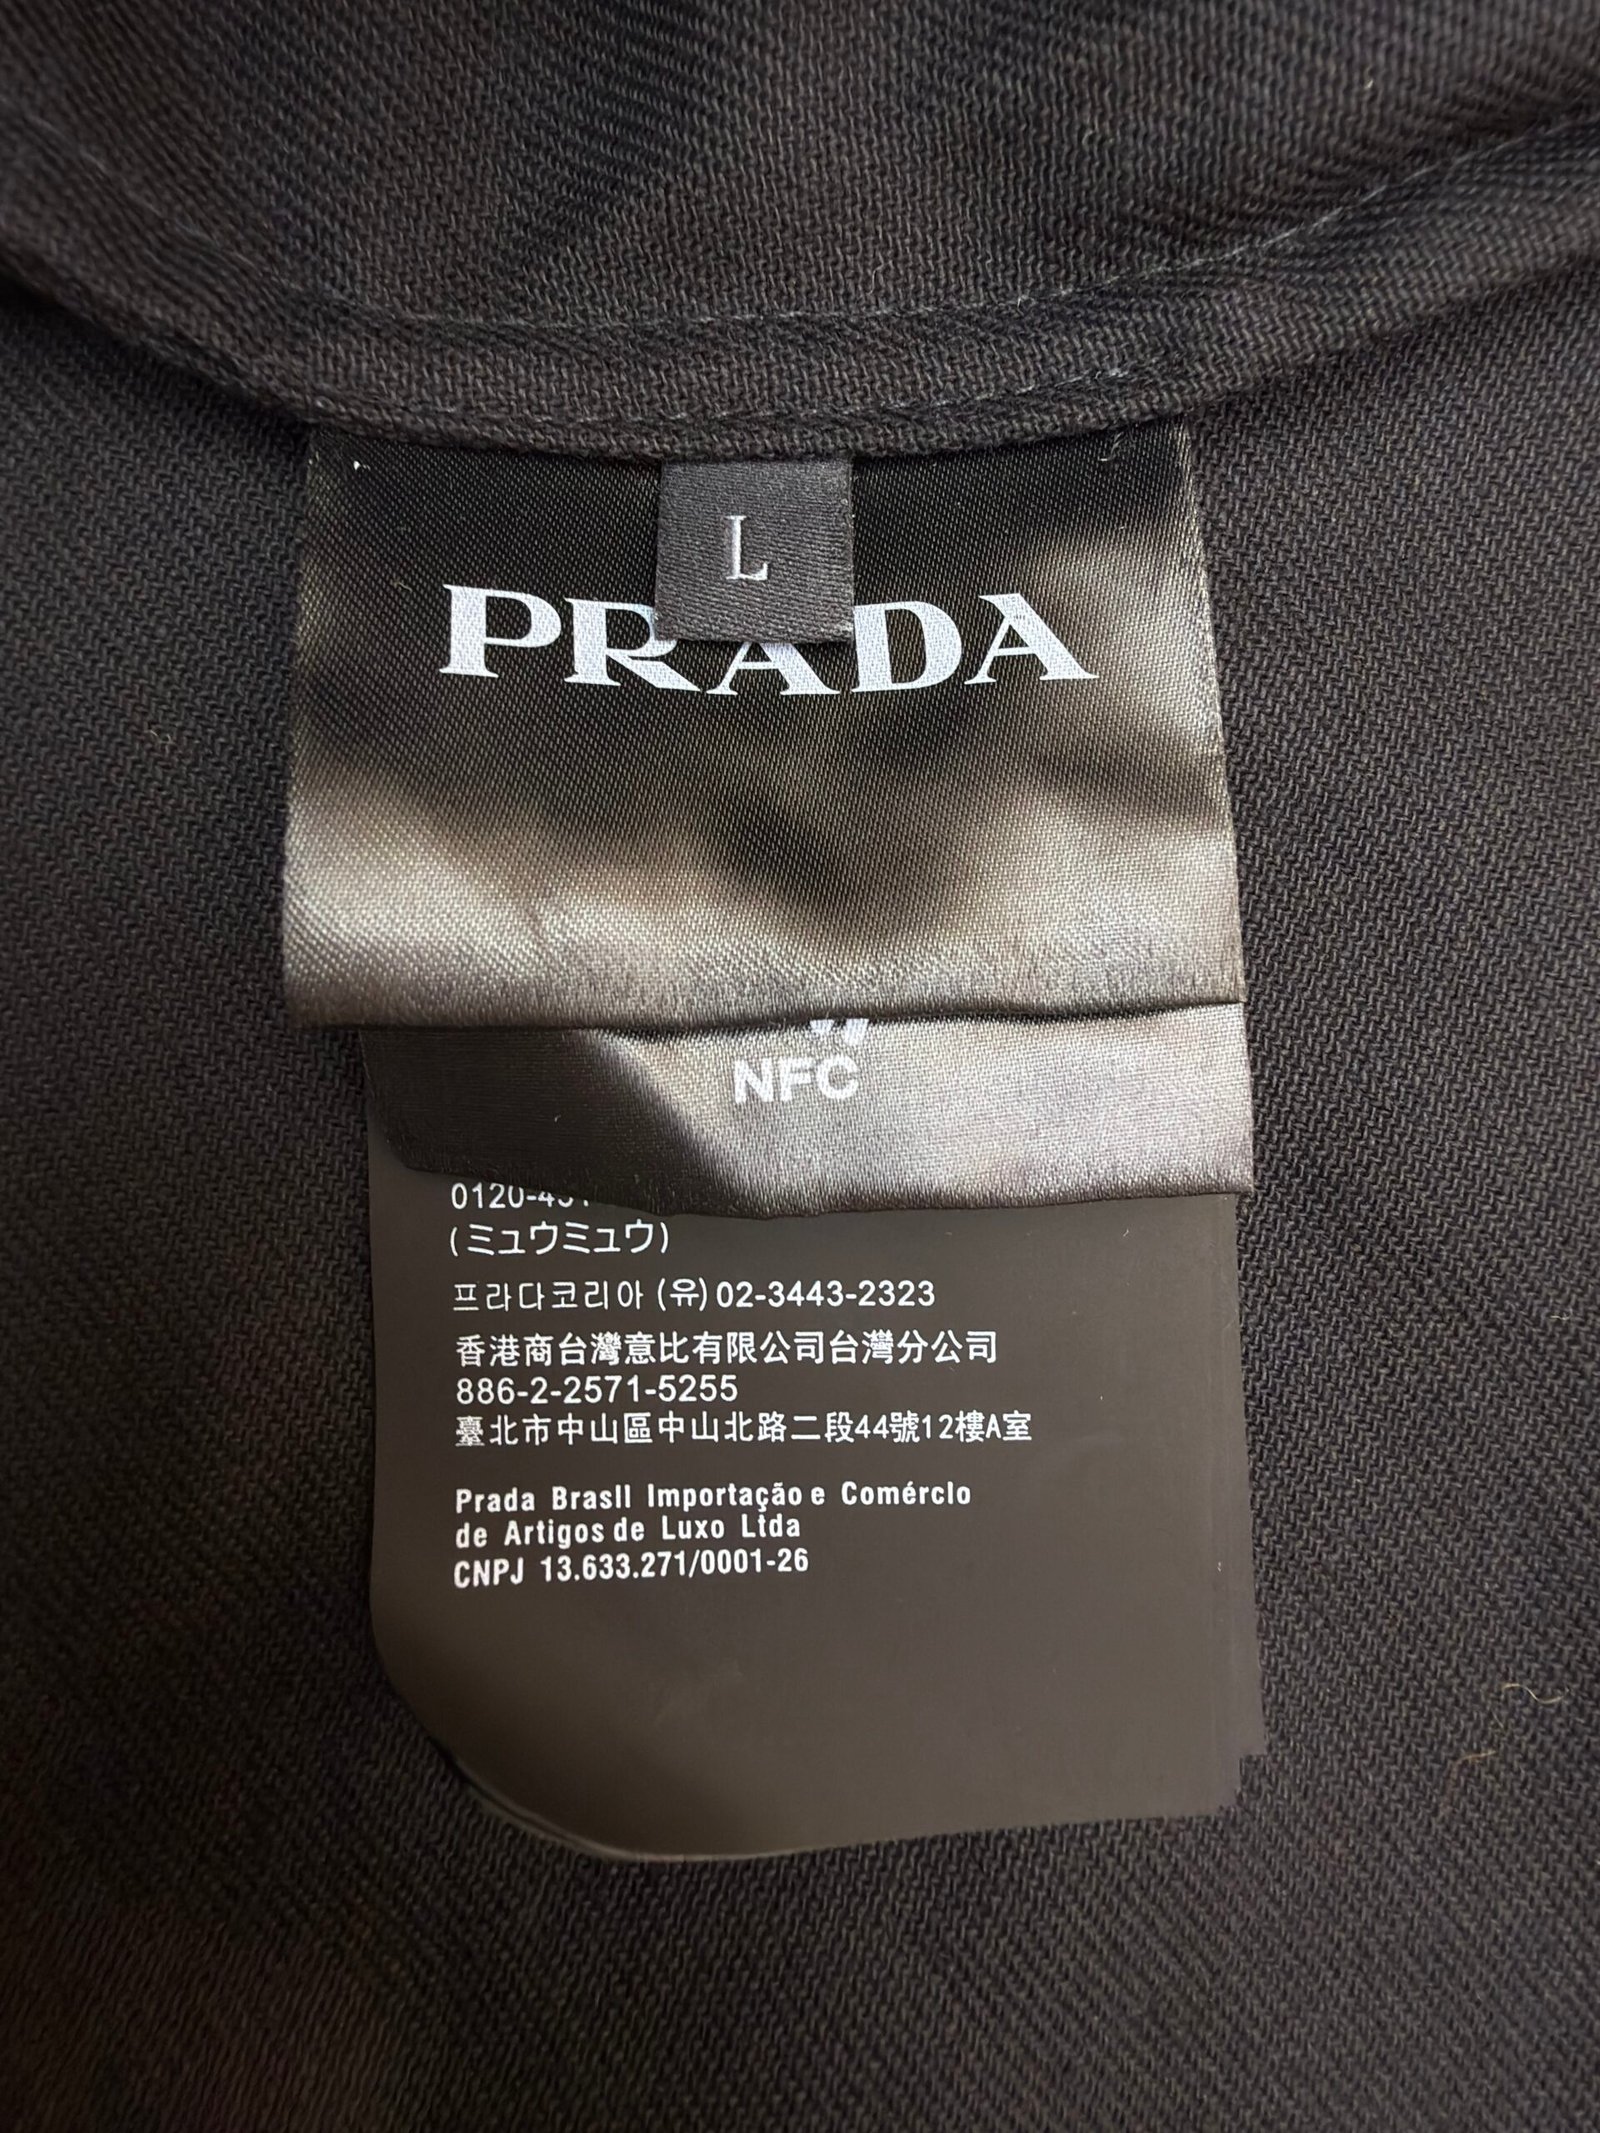 L
PRADA
NFC
0120-45
(ミュウミュウ)
프라다코리아 (유) 02-3443-2323
香港商台灣意比有限公司台灣分公司
886-2-2571-5255
臺北市中山區中山北路二段44號12樓A室
Prada Brasil Importação e Comércio
de Artigos de Luxo Ltda
CNPJ 13.633.271/0001-26